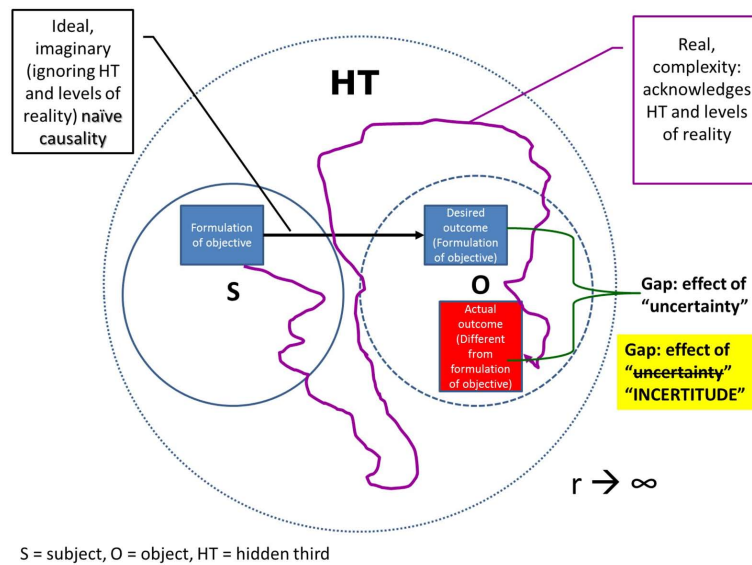 Ideal,
imaginary
(ignoring HT
and levels of
reality) naïve
causality
HT
Real,
complexity:
acknowledges
HT and levels
of reality
Formulation
of objective
S
Desired
outcome
(Formulation
of objective)
O
Actual
outcome
(Different
from
formulation
of objective)
Gap: effect of
“uncertainty”
Gap: effect of
“uncertainty”
“INCERTITUDE”
r → ∞
S = subject, O = object, HT = hidden third